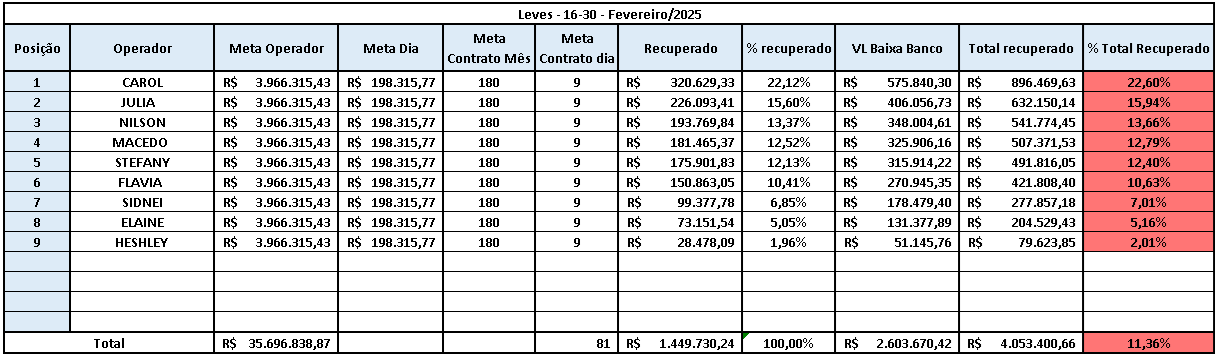 Leves - 16-30 - Fevereiro/2025
Posição Operador Meta Operador Meta Dia Meta Contrato Mês Meta Contrato dia Recuperado % recuperado VL Baixa Banco Total recuperado % Total Recuperado
1 CAROL R$ 3.966.315,43 R$ 198.315,77 180 9 R$ 320.629,33 22,12% R$ 575.840,30 R$ 896.469,63 22,60%
2 JULIA R$ 3.966.315,43 R$ 198.315,77 180 9 R$ 226.093,41 15,60% R$ 406.056,73 R$ 632.150,14 15,94%
3 NILSON R$ 3.966.315,43 R$ 198.315,77 180 9 R$ 193.769,84 13,37% R$ 348.004,61 R$ 541.774,45 13,66%
4 MACEDO R$ 3.966.315,43 R$ 198.315,77 180 9 R$ 181.465,37 12,52% R$ 325.906,16 R$ 507.371,53 12,79%
5 STEFANY R$ 3.966.315,43 R$ 198.315,77 180 9 R$ 175.901,83 12,13% R$ 315.914,22 R$ 491.816,05 12,40%
6 FLAVIA R$ 3.966.315,43 R$ 198.315,77 180 9 R$ 150.863,05 10,41% R$ 270.945,35 R$ 421.808,40 10,63%
7 SIDNEI R$ 3.966.315,43 R$ 198.315,77 180 9 R$ 99.377,78 6,85% R$ 178.479,40 R$ 277.857,18 7,01%
8 ELAINE R$ 3.966.315,43 R$ 198.315,77 180 9 R$ 73.151,54 5,05% R$ 131.377,89 R$ 204.529,43 5,16%
9 HESHLEY R$ 3.966.315,43 R$ 198.315,77 180 9 R$ 28.478,09 1,96% R$ 51.145,76 R$ 79.623,85 2,01%
Total R$ 35.696.838,87 81 R$ 1.449.730,24 100,00% R$ 2.603.670,42 R$ 4.053.400,66 11,36%